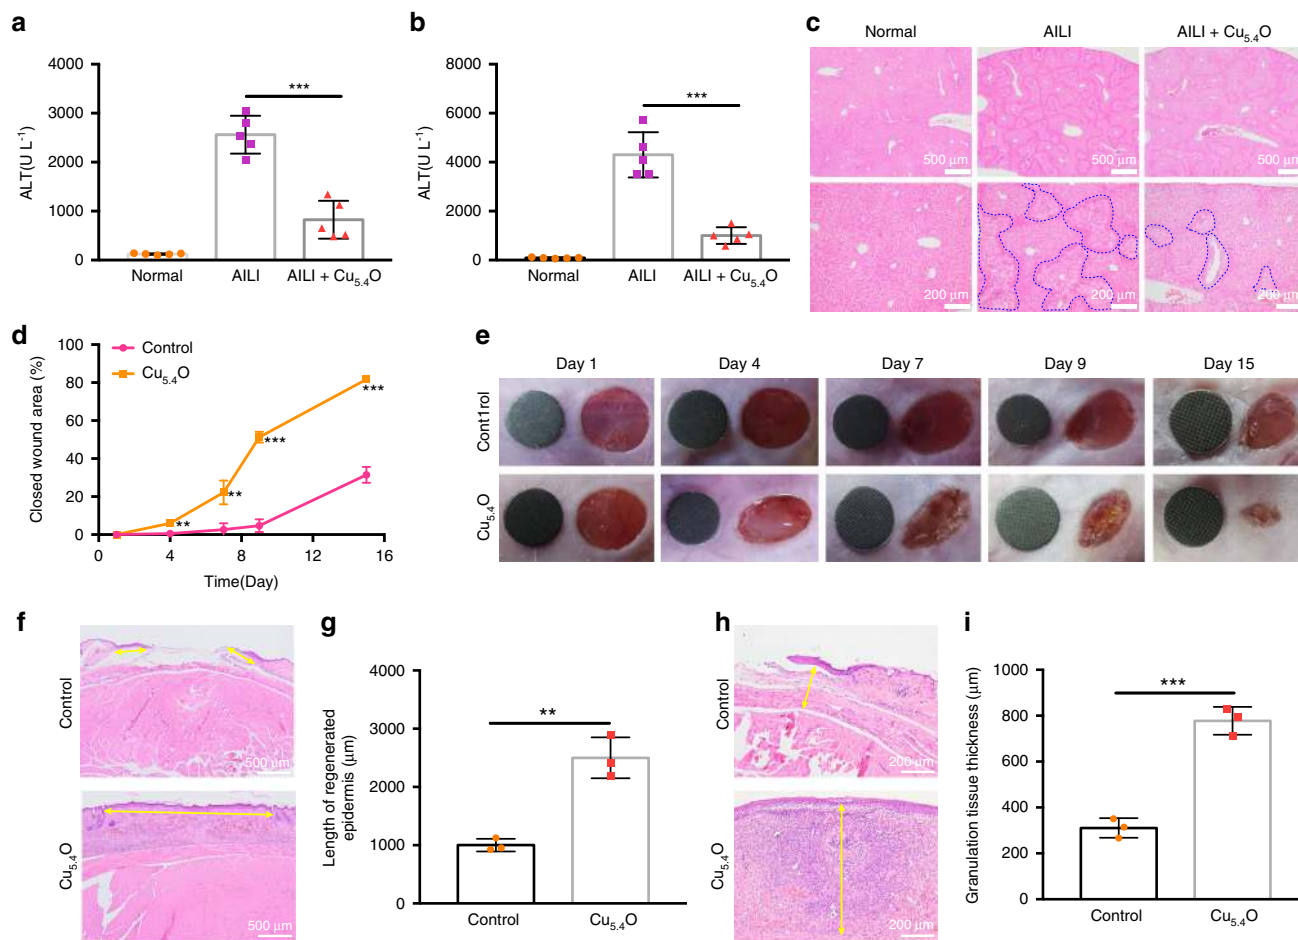 a
4000
3000
2000
1000
0
ALT(U L⁻¹)
***
Normal
AILI
AILI + Cu₅.₄O
b
8000
6000
4000
2000
0
ALT(U L⁻¹)
***
Normal
AILI
AILI + Cu₅.₄O
c
Normal
AILI
AILI + Cu₅.₄O
500 µm
500 µm
500 µm
200 µm
200 µm
200 µm
d
Control
Cu₅.₄O
100
80
60
40
20
0
Closed wound area (%)
**
**
***
***
0
4
8
12
16
Time(Day)
e
Day 1
Day 4
Day 7
Day 9
Day 15
Cont1rol
Cu₅.₄O
f
Control
500 µm
Cu₅.₄O
500 µm
g
4000
3000
2000
1000
0
Length of regenerated
epidermis (µm)
**
Control
Cu₅.₄O
h
Control
200 µm
Cu₅.₄O
200 µm
i
1000
800
600
400
200
0
Granulation tissue thickness (µm)
***
Control
Cu₅.₄O